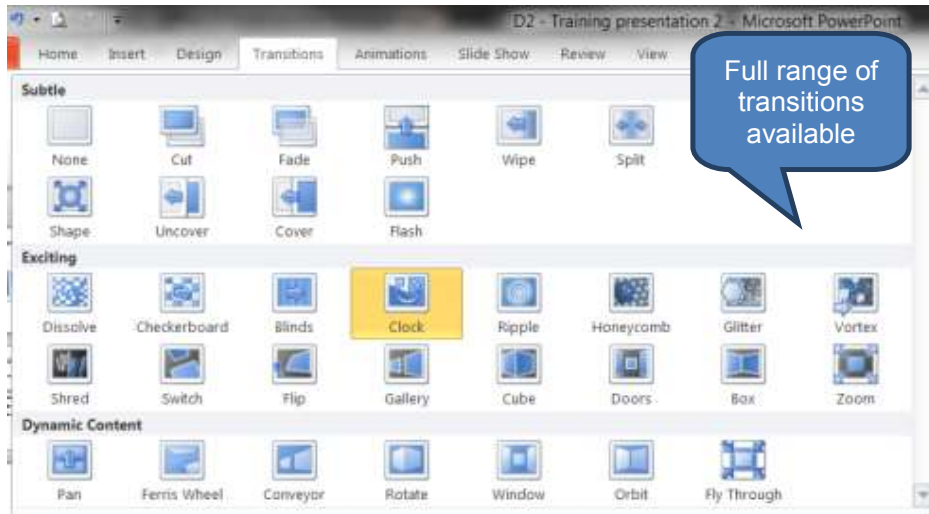 D2 - Training presentation 2 - Microsoft PowerPoint
Home Insert Design Transitions Animations Slide Show Review View
Full range of
transitions
available
Subtle
None Cut Fade Push Wipe Split
Shape Uncover Cover Flash
Exciting
Dissolve Checkerboard Blinds Clock Ripple Honeycomb Glitter Vortex
Shred Switch Flip Gallery Cube Doors Box Zoom
Dynamic Content
Pan Ferris Wheel Conveyor Rotate Window Orbit Fly Through